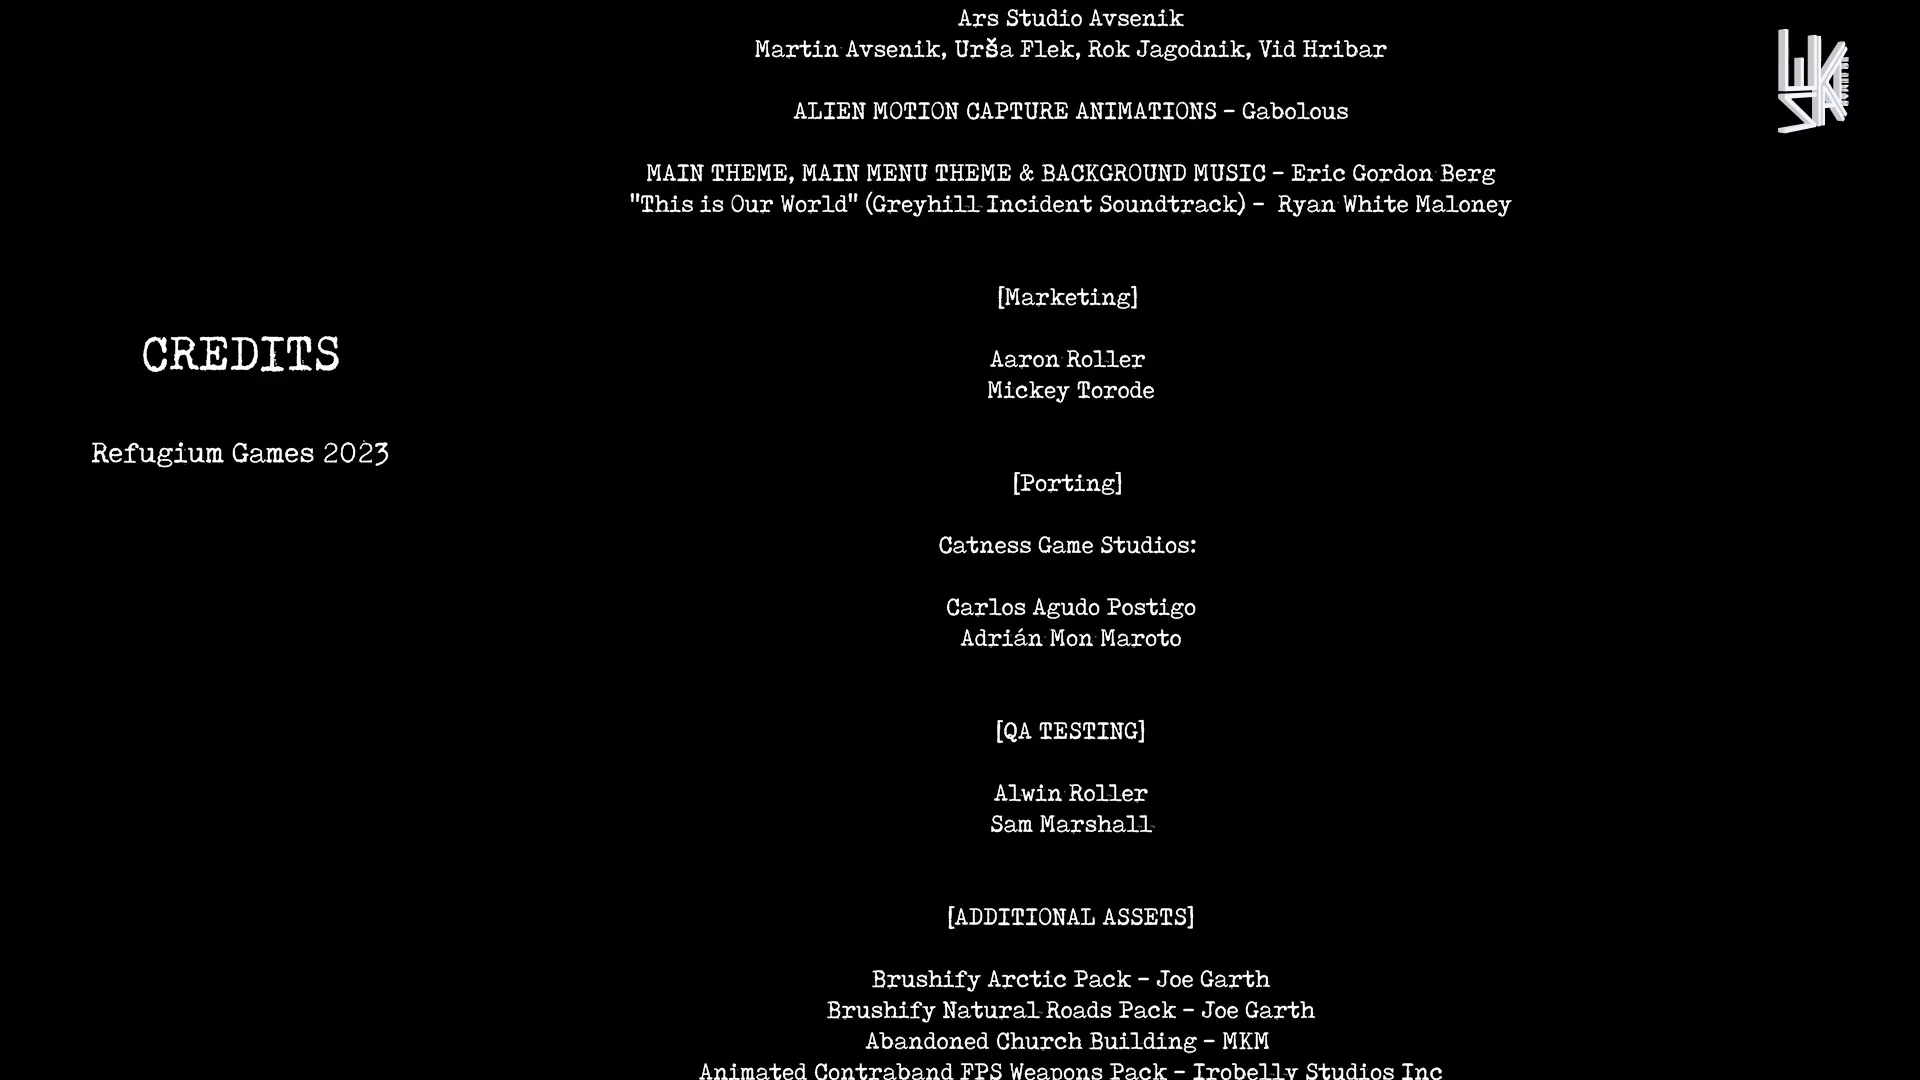 Ars Studio Avsenik
Martin Avsenik, Urša Flek, Rok Jagodnik, Vid Hribar
ALIEN MOTION CAPTURE ANIMATIONS - Gabolous
MAIN THEME, MAIN MENU THEME & BACKGROUND MUSIC - Eric Gordon Berg
"This is Our World" (Greyhill Incident Soundtrack) - Ryan White Maloney
[Marketing]
CREDITS
Aaron Roller
Mickey Torode
Refugium Games 2023
[Porting]
Catness Game Studios:
Carlos Agudo Postigo
Adrián Mon Maroto
[QA TESTING]
Alwin Roller
Sam Marshall
[ADDITIONAL ASSETS]
Brushify Arctic Pack - Joe Garth
Brushify Natural Roads Pack - Joe Garth
Abandoned Church Building - MKM
Animated Contraband FPS Weapons Pack - Irobelly Studios Inc